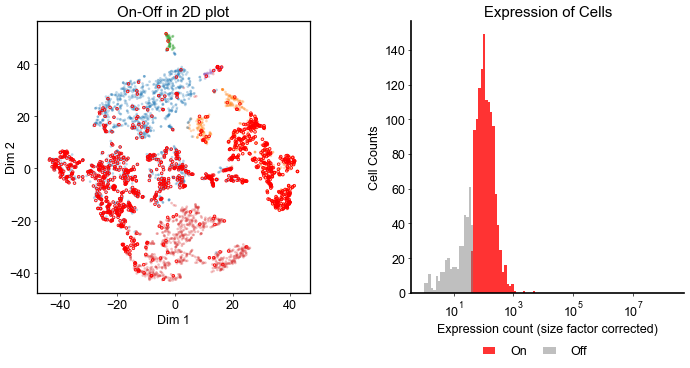 On-Off in 2D plot
Dim 2
40
20
0
−20
−40
−40 −20 0 20 40
Dim 1
Expression of Cells
Cell Counts
140
120
100
80
60
40
20
0
10^1 10^3 10^5 10^7
Expression count (size factor corrected)
On Off